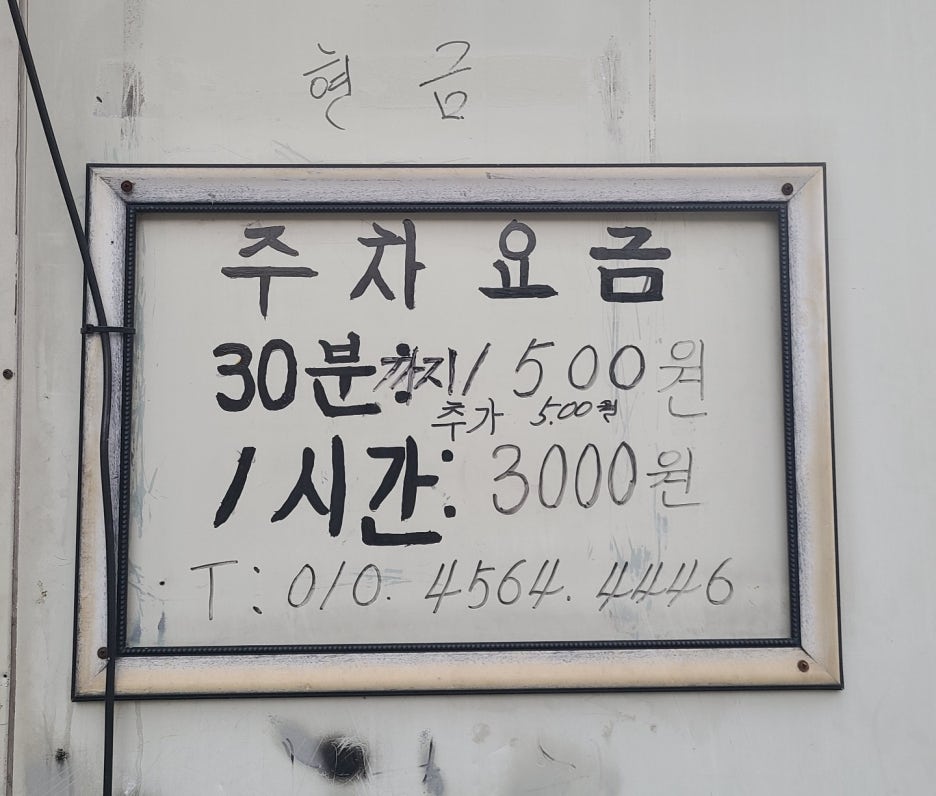 현 금
주 차 요 금
30분까지/ 500원
추가 5.00원
1시간: 3000원
T: 010. 4564. 4446